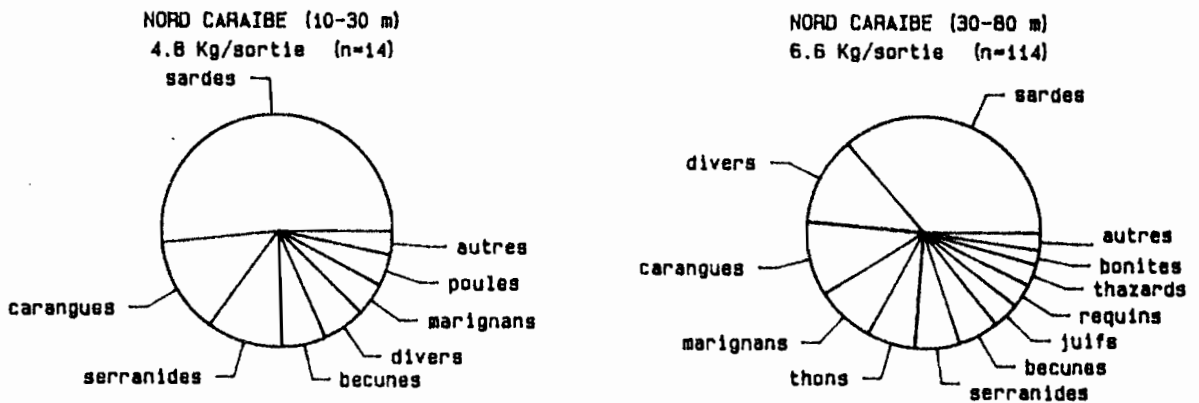 NORD CARAIBE (10-30 m)
4.8 Kg/sortie (n=14)
sardes
autres
poules
marignans
divers
becunes
serranides
carangues
NORD CARAIBE (30-80 m)
6.6 Kg/sortie (n=114)
sardes
divers
carangues
marignans
thons
serranides
becunes
juifs
requins
thazards
bonites
autres